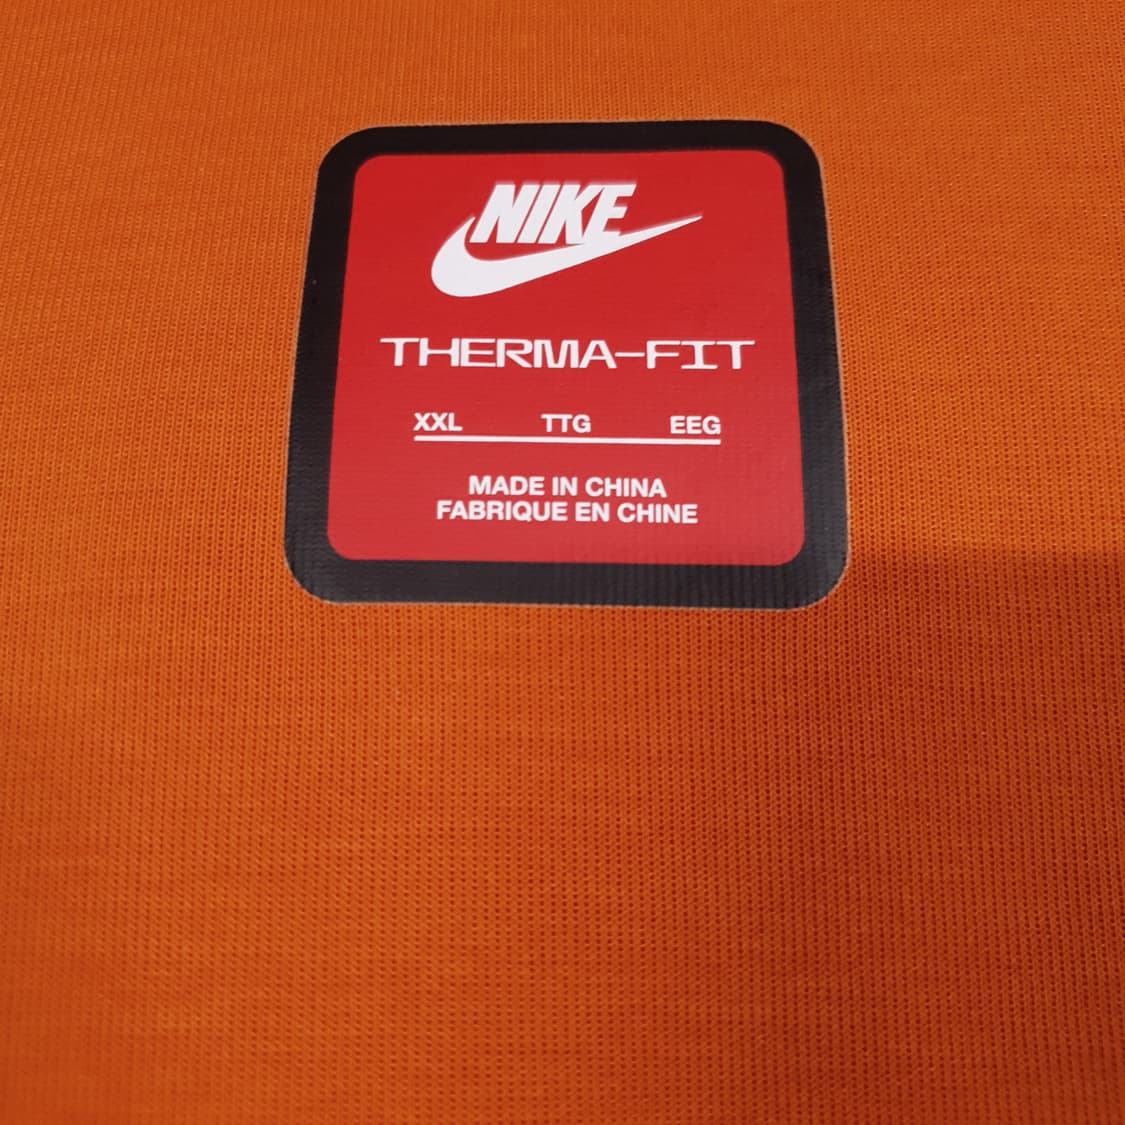 NIKE
THERMA-FIT
XXL TTG EEG
MADE IN CHINA
FABRIQUE EN CHINE